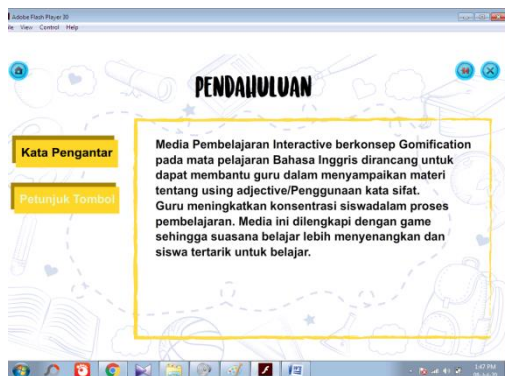 Adobe Flash Player 30
View Control Help
PENDAHULUAN
Kata Pengantar
Petunjuk Tombol
Media Pembelajaran Interactive berkonsep Gomification
pada mata pelajaran Bahasa Inggris dirancang untuk
dapat membantu guru dalam menyampaikan materi
tentang using adjective/Penggunaan kata sifat.
Guru meningkatkan konsentrasi siswadalam proses
pembelajaran. Media ini dilengkapi dengan game
sehingga suasana belajar lebih menyenangkan dan
siswa tertarik untuk belajar.
1:47 PM